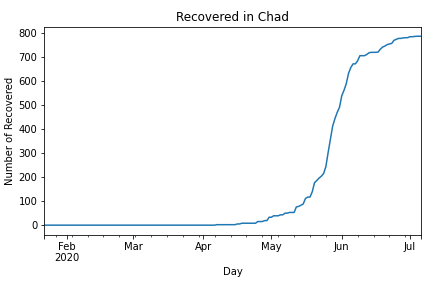 Recovered in Chad
Number of Recovered
800
700
600
500
400
300
200
100
0
Feb
2020
Mar
Apr
May
Jun
Jul
Day